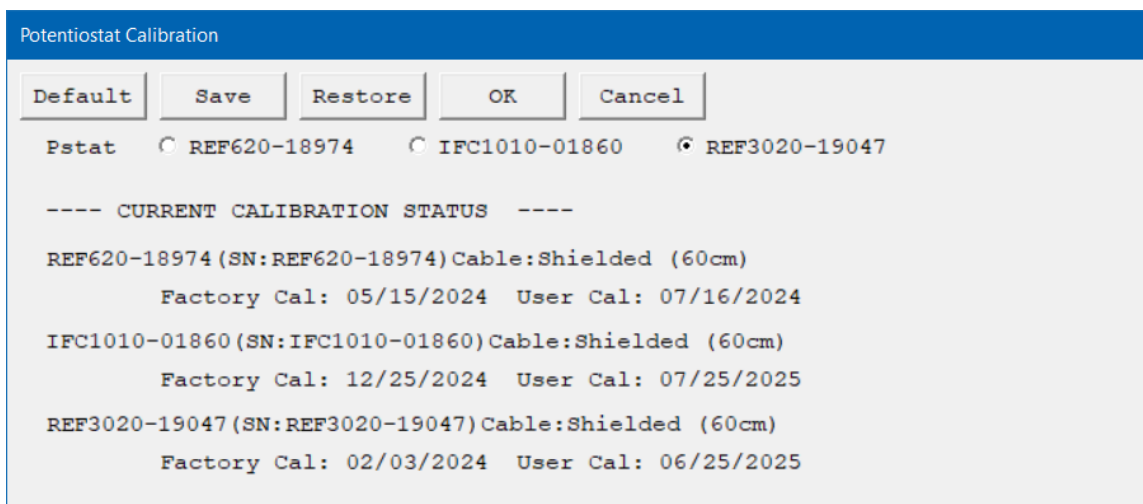 Potentiostat Calibration
Default Save Restore OK Cancel
Pstat REF620-18974 IFC1010-01860 REF3020-19047
---- CURRENT CALIBRATION STATUS ----
REF620-18974(SN:REF620-18974)Cable:Shielded (60cm)
Factory Cal: 05/15/2024 User Cal: 07/16/2024
IFC1010-01860(SN:IFC1010-01860)Cable:Shielded (60cm)
Factory Cal: 12/25/2024 User Cal: 07/25/2025
REF3020-19047(SN:REF3020-19047)Cable:Shielded (60cm)
Factory Cal: 02/03/2024 User Cal: 06/25/2025